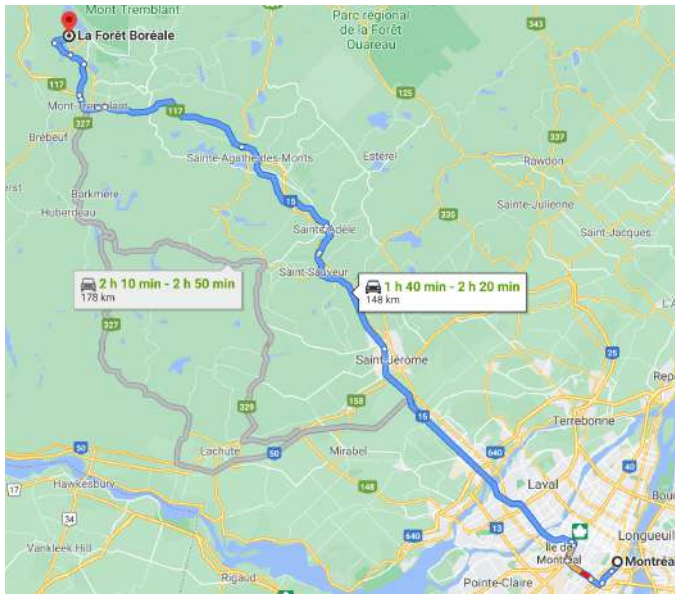 Mont-Tremblant
La Forêt Boréale
Parc régional
de la Forêt
Ouareau
117
125
Mont-Tremblant
117
327
337
Brébeuf
Sainte-Agathe-des-Monts
Estérel
Rawdon
erst
Barkmere
15
Sainte-Julienne
Huberdeau
335
Sainte-Adèle
Saint-Jacques
Saint-Sauveur
2 h 10 min - 2 h 50 min
178 km
1 h 40 min - 2 h 20 min
148 km
327
Saint-Jérôme
25
Rep
158
329
15
Terrebonne
50
Lachute
50
Mirabel
640
40
Hawkesbury
17
148
Laval
Bou
34
13
640
Vankleek Hill
Île de
Montréal
Longueuil
Montréal
Rigaud
Pointe-Claire